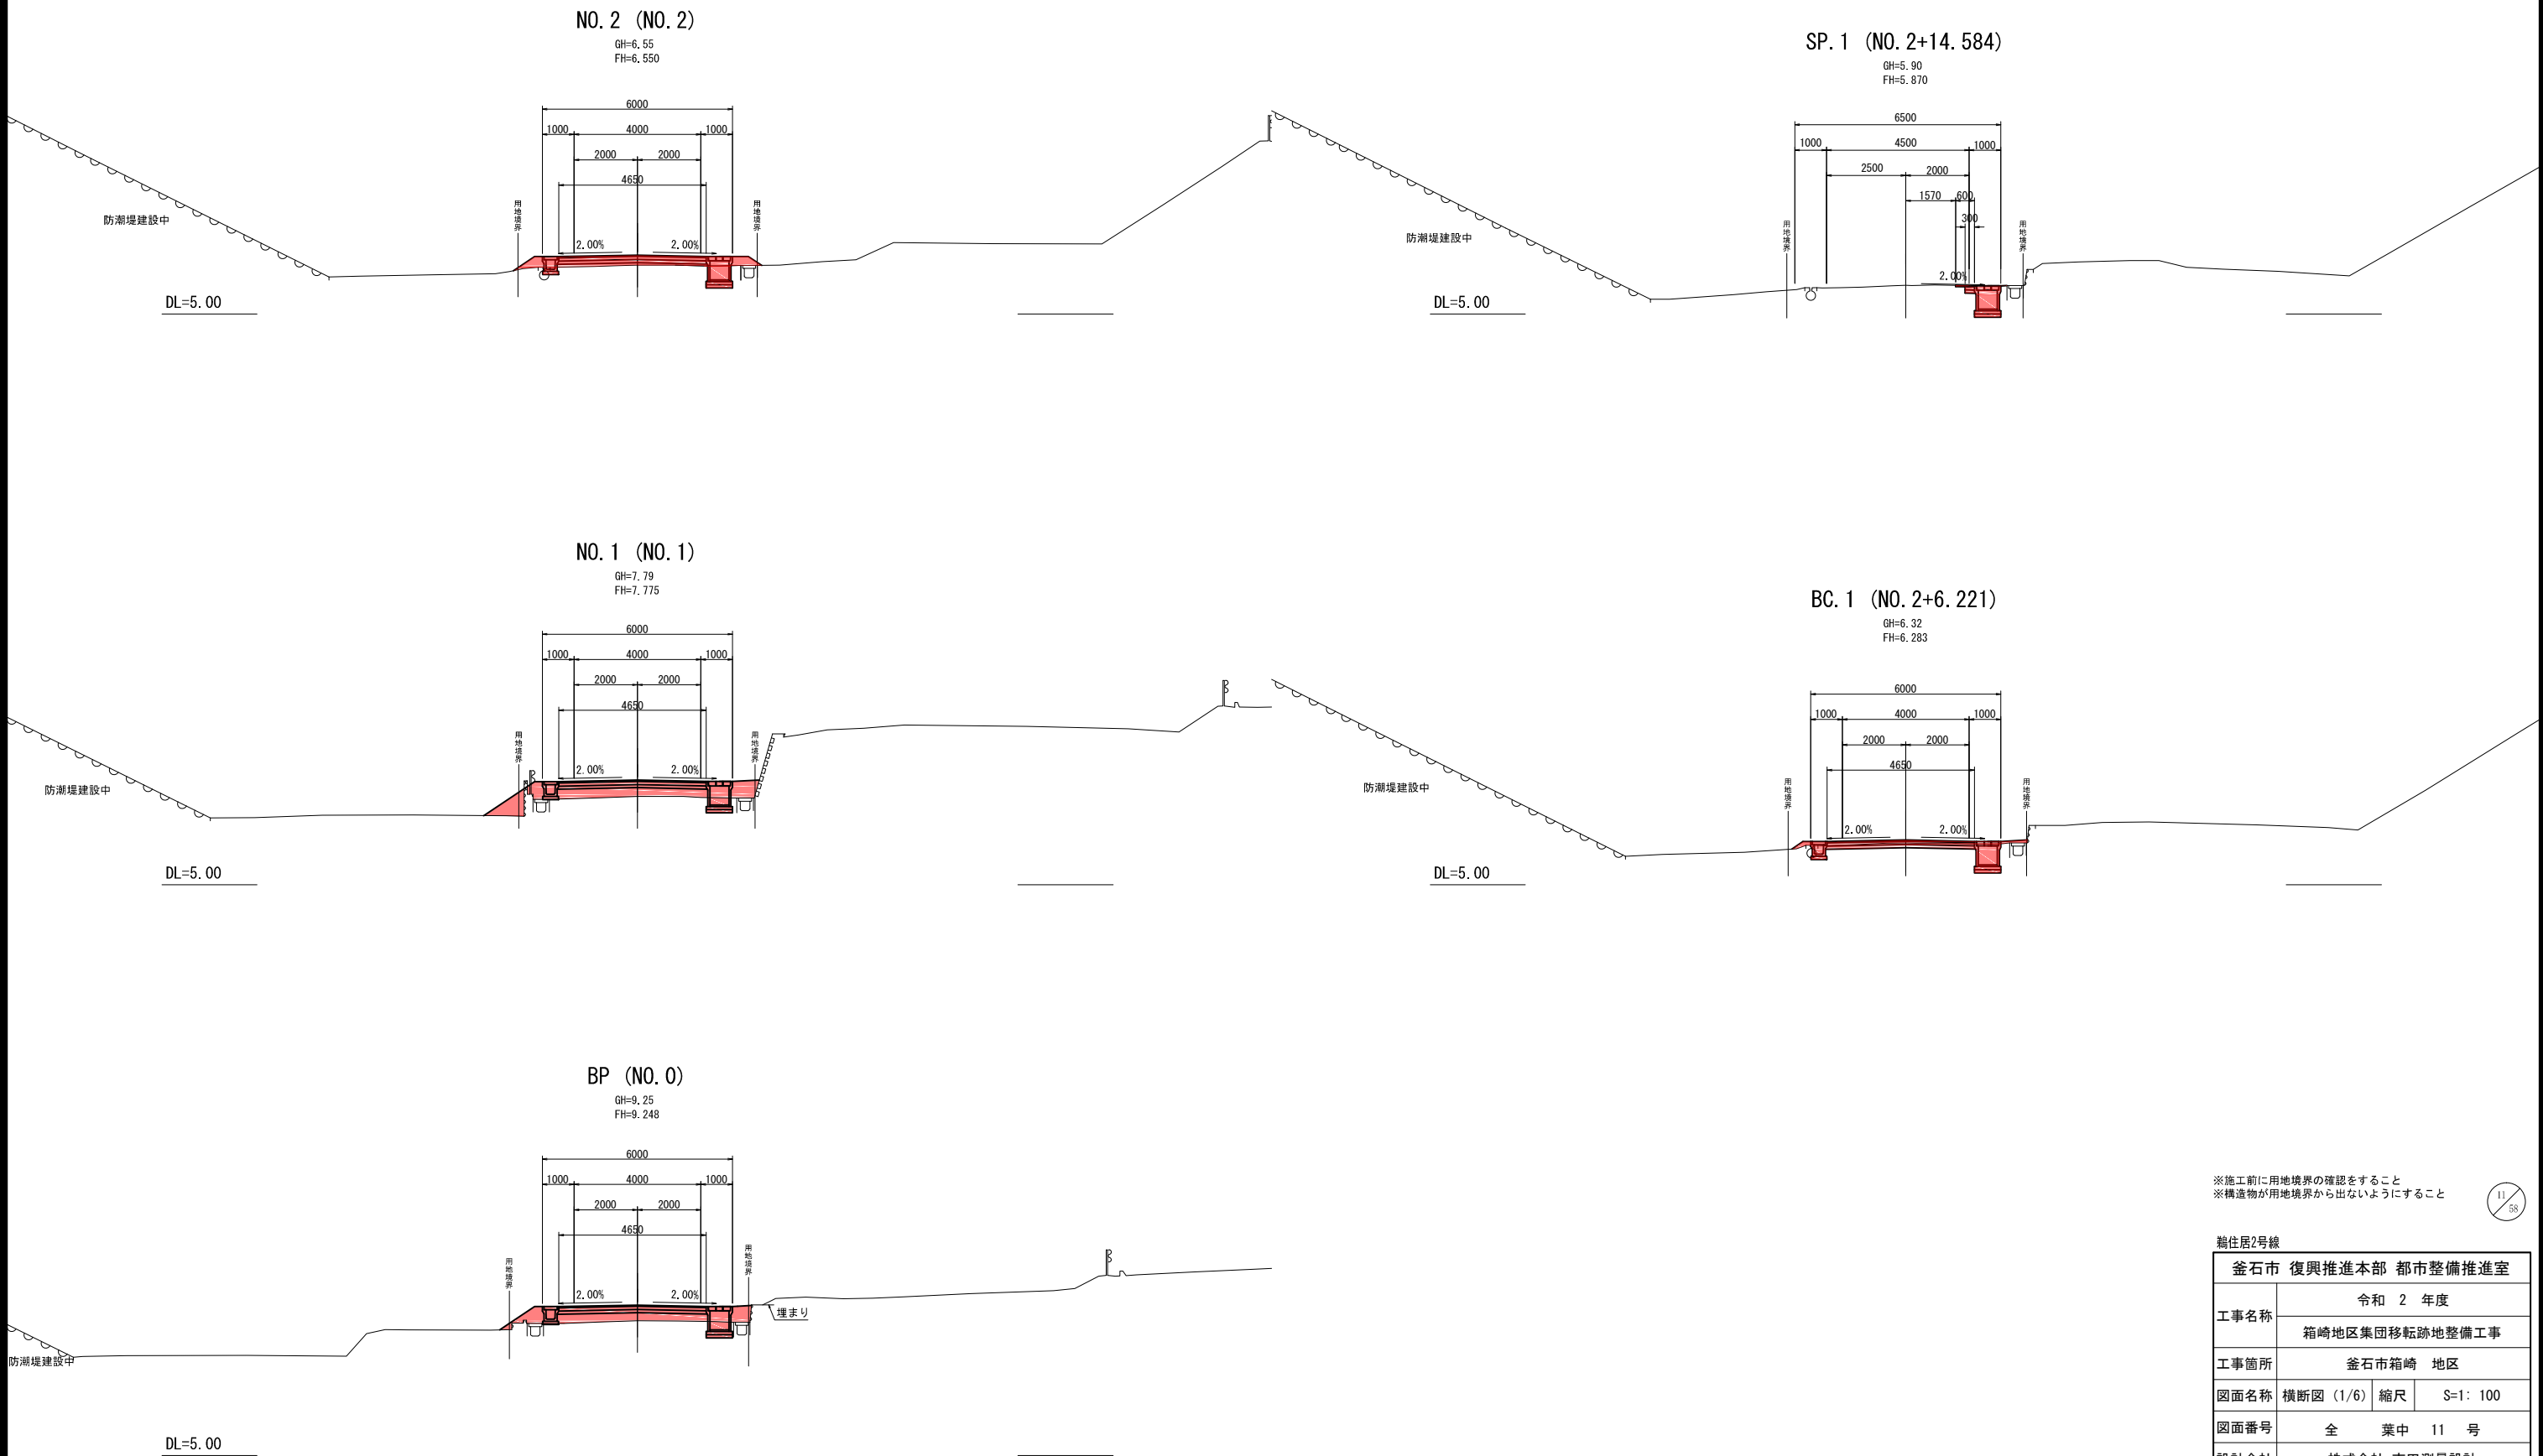 NO.2 (NO.2)
GH=6.55
FH=6.550
6000
1000 4000 1000
2000 2000
4650
用地境界 用地境界
2.00% 2.00%
防潮堤建設中
DL=5.00
SP.1 (NO.2+14.584)
GH=5.90
FH=5.870
6500
1000 4500 1000
2500 2000
1570 600
300
用地境界 用地境界
2.00%
防潮堤建設中
DL=5.00
NO.1 (NO.1)
GH=7.79
FH=7.775
6000
1000 4000 1000
2000 2000
4650
用地境界 用地境界
2.00% 2.00%
防潮堤建設中
DL=5.00
BC.1 (NO.2+6.221)
GH=6.32
FH=6.283
6000
1000 4000 1000
2000 2000
4650
用地境界 用地境界
2.00% 2.00%
防潮堤建設中
DL=5.00
BP (NO.0)
GH=9.25
FH=9.248
6000
1000 4000 1000
2000 2000
4650
用地境界 用地境界
2.00% 2.00%
埋まり
防潮堤建設中
DL=5.00
※施工前に用地境界の確認をすること
※構造物が用地境界から出ないようにすること
11/58
鵜住居2号線
釜石市 復興推進本部 都市整備推進室
工事名称 令和 2 年度
箱崎地区集団移転跡地整備工事
工事箇所 釜石市箱崎 地区
図面名称 横断図 (1/6) 縮尺 S=1: 100
図面番号 全 葉中 11 号